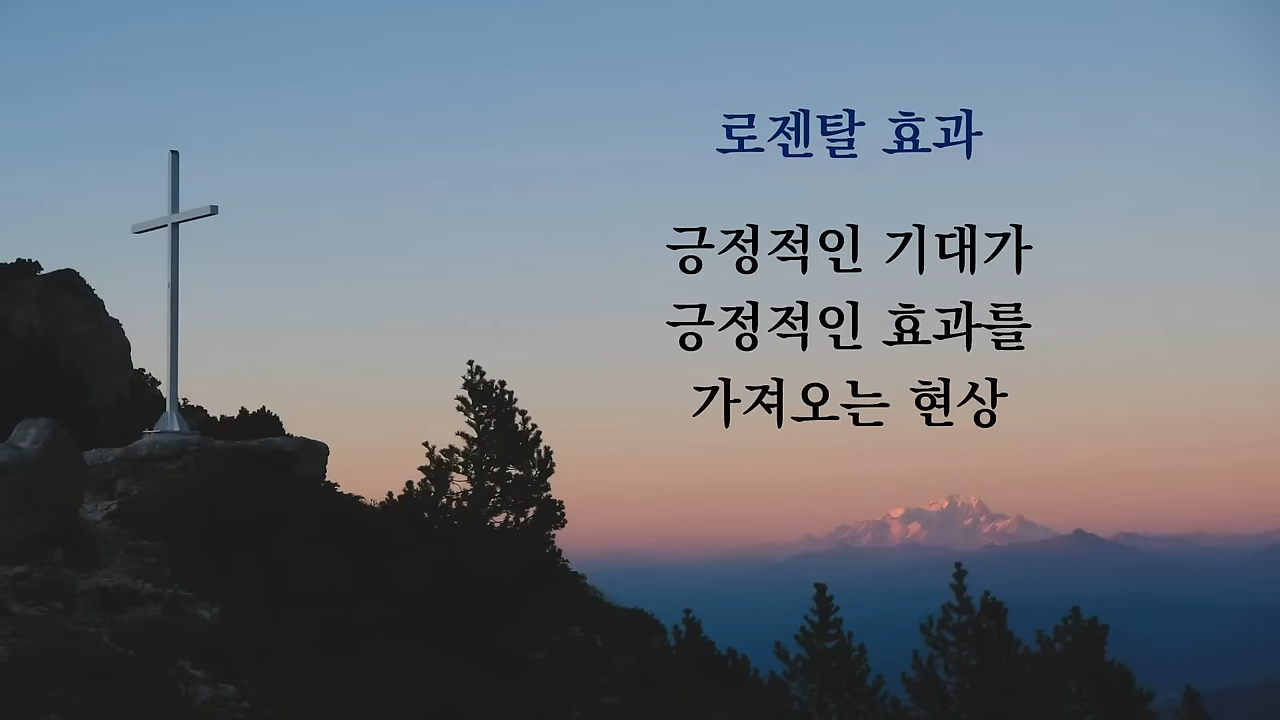 로젠탈 효과
긍정적인 기대가
긍정적인 효과를
가져오는 현상